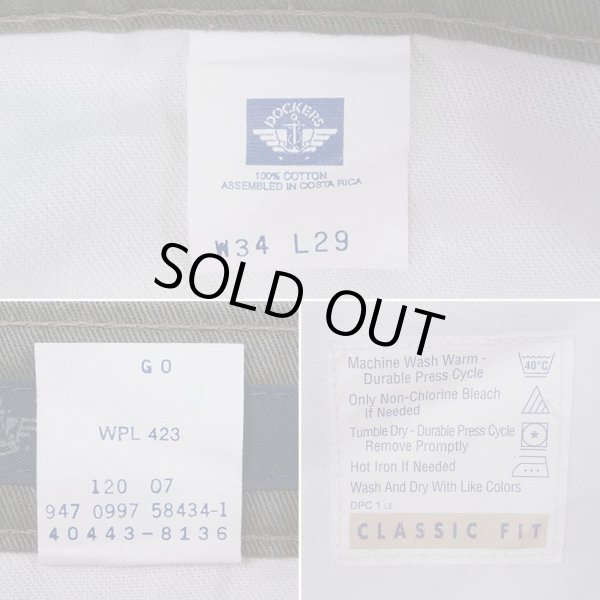 DOCKERS
100% COTTON
ASSEMBLED IN COSTA RICA
W34 L29
SOLD OUT
G O
WPL 423
120 07
947 0997 58434-1
40443-8136
Machine Wash Warm -
Durable Press Cycle
40°C
Only Non-Chlorine Bleach
If Needed
Tumble Dry - Durable Press Cycle
Remove Promptly
Hot Iron If Needed
Wash And Dry With Like Colors
DPC 1 LE
CLASSIC FIT